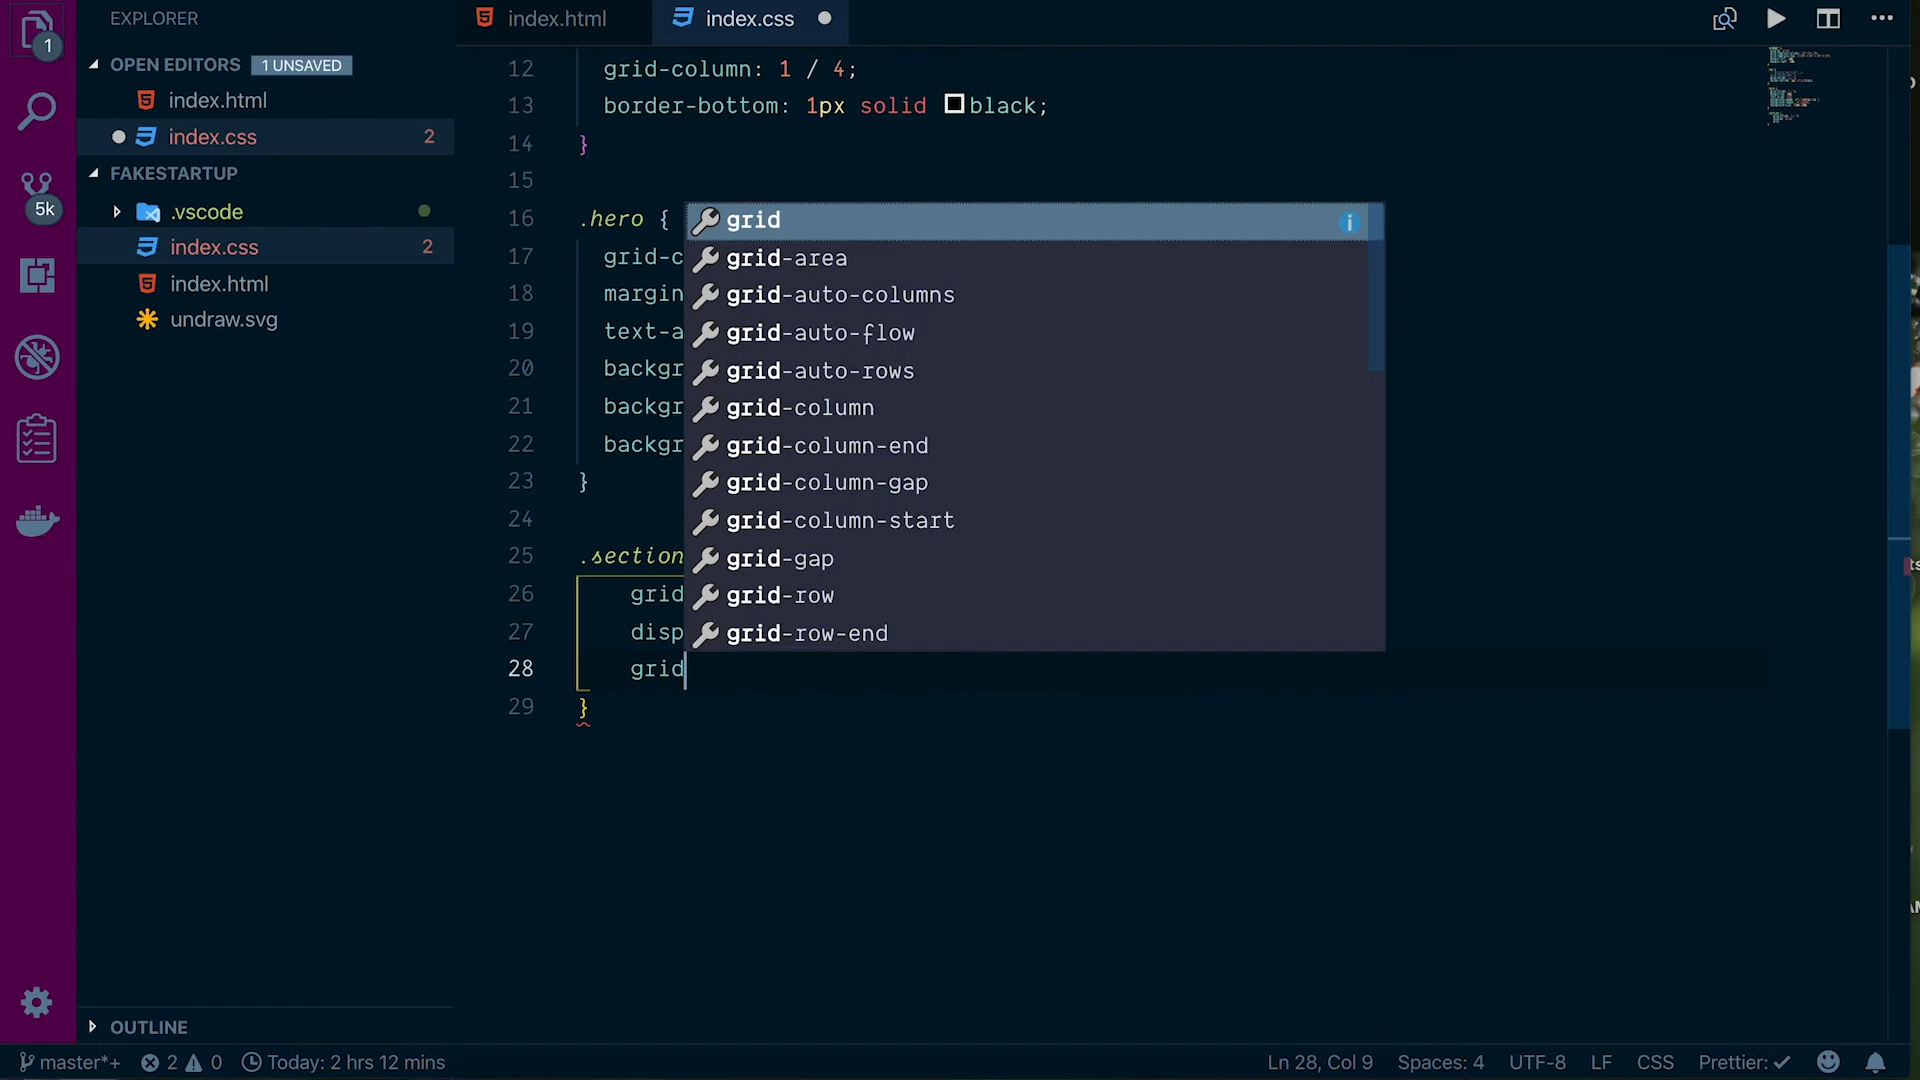 EXPLORER
OPEN EDITORS 1 UNSAVED
index.html
index.css 2
FAKESTARTUP
.vscode
index.css 2
index.html
undraw.svg
OUTLINE
1
5k
index.html
index.css
12 grid-column: 1 / 4;
13 border-bottom: 1px solid black;
14 }
15
16 .hero {
17 grid-c
18 margin
19 text-a
20 backgr
21 backgr
22 backgr
23 }
24
25 .section
26 grid
27 disp
28 grid
29 }
grid
grid-area
grid-auto-columns
grid-auto-flow
grid-auto-rows
grid-column
grid-column-end
grid-column-gap
grid-column-start
grid-gap
grid-row
grid-row-end
master*+ 2 0 Today: 2 hrs 12 mins Ln 28, Col 9 Spaces: 4 UTF-8 LF CSS Prettier: ✓